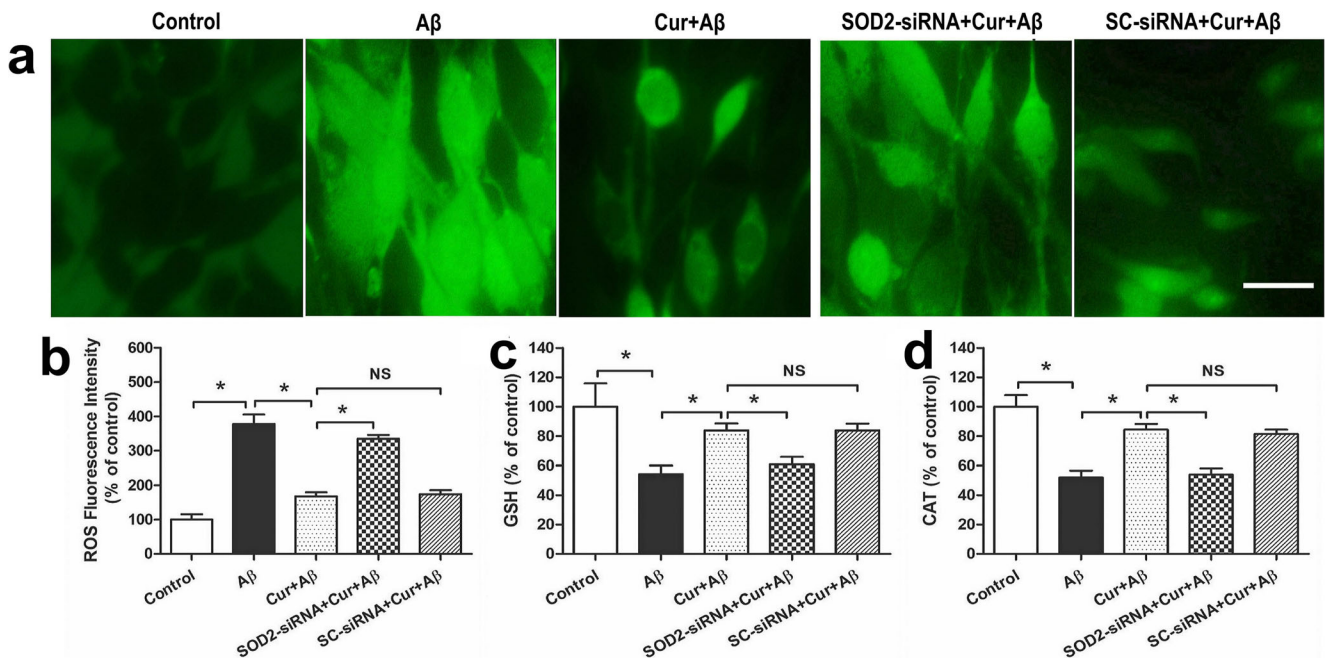 Control Aβ Cur+Aβ SOD2-siRNA+Cur+Aβ SC-siRNA+Cur+Aβ
a
b
ROS Fluorescence Intensity
(% of control)
600
500
400
300
200
100
0
*
*
*
NS
Control
Aβ
Cur+Aβ
SOD2-siRNA+Cur+Aβ
SC-siRNA+Cur+Aβ
c
GSH (% of control)
140
120
100
80
60
40
20
0
*
*
*
NS
Control
Aβ
Cur+Aβ
SOD2-siRNA+Cur+Aβ
SC-siRNA+Cur+Aβ
d
CAT (% of control)
140
120
100
80
60
40
20
0
*
*
*
NS
Control
Aβ
Cur+Aβ
SOD2-siRNA+Cur+Aβ
SC-siRNA+Cur+Aβ